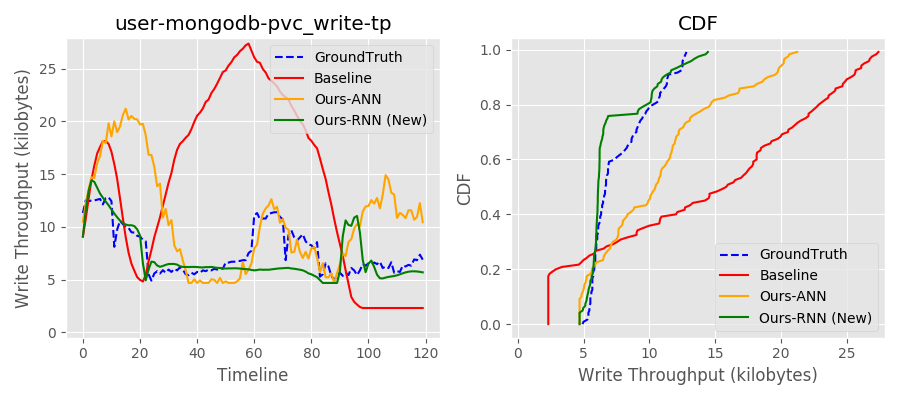 user-mongodb-pvc_write-tp
Write Throughput (kilobytes)
25
20
15
10
5
0
0
20
40
60
80
100
120
Timeline
GroundTruth
Baseline
Ours-ANN
Ours-RNN (New)
CDF
CDF
1.0
0.8
0.6
0.4
0.2
0.0
0
5
10
15
20
25
Write Throughput (kilobytes)
GroundTruth
Baseline
Ours-ANN
Ours-RNN (New)